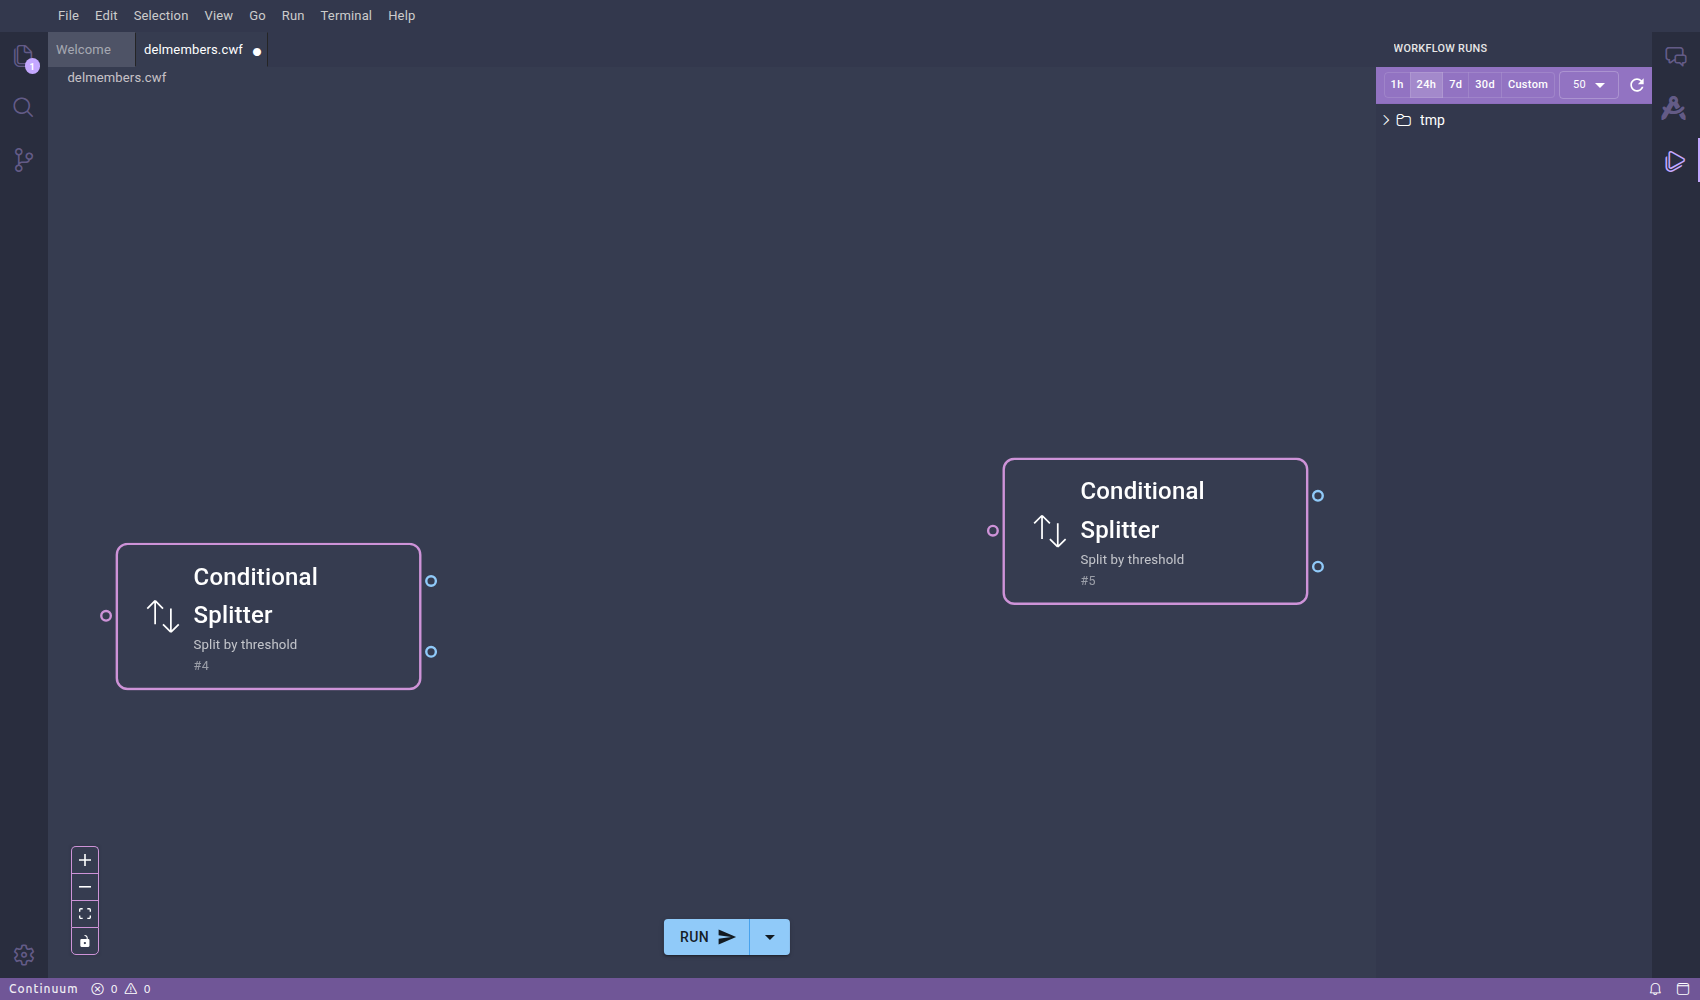 File Edit Selection View Go Run Terminal Help
Welcome delmembers.cwf
delmembers.cwf
WORKFLOW RUNS
1h 24h 7d 30d Custom 50
tmp
1
Conditional
Splitter
Split by threshold
#5
Conditional
Splitter
Split by threshold
#4
RUN
Continuum 0 0